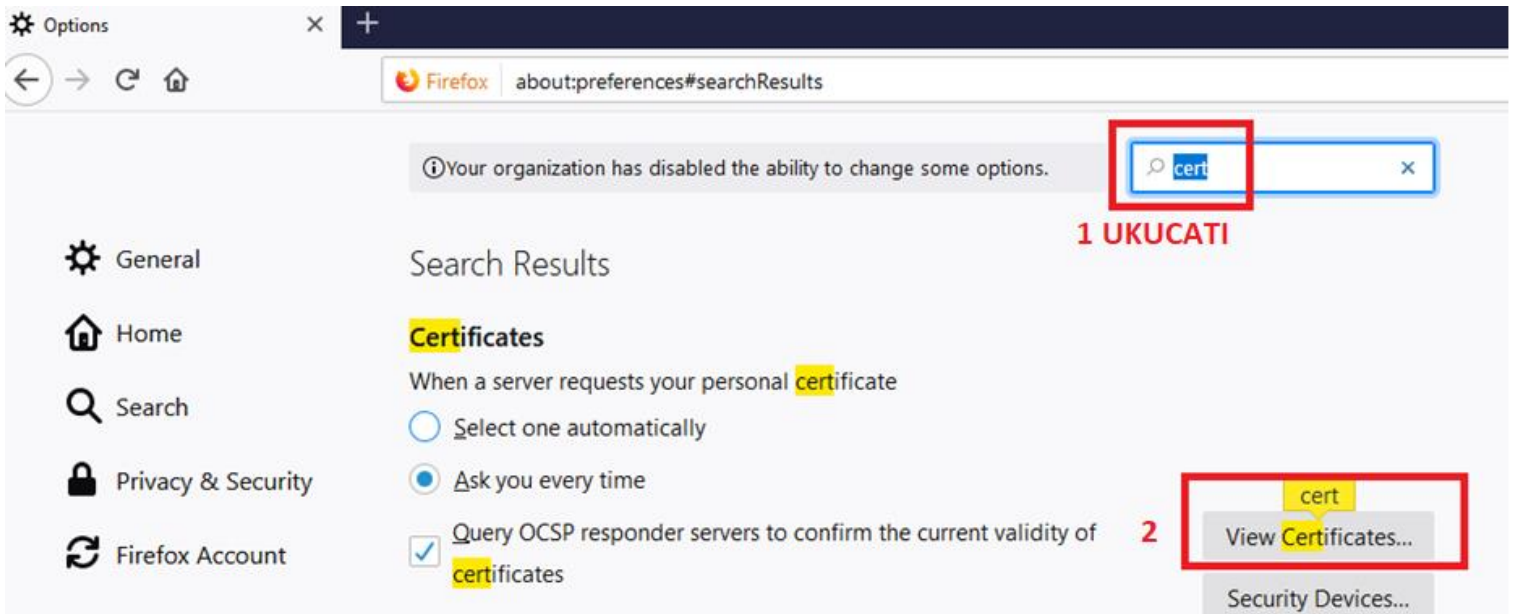 Options
Firefox about:preferences#searchResults
Your organization has disabled the ability to change some options.
cert
1 UKUCATI
General
Search Results
Home
Certificates
When a server requests your personal certificate
Search
Select one automatically
Privacy & Security
Ask you every time
cert
Query OCSP responder servers to confirm the current validity of
2
View Certificates...
Firefox Account
certificates
Security Devices...